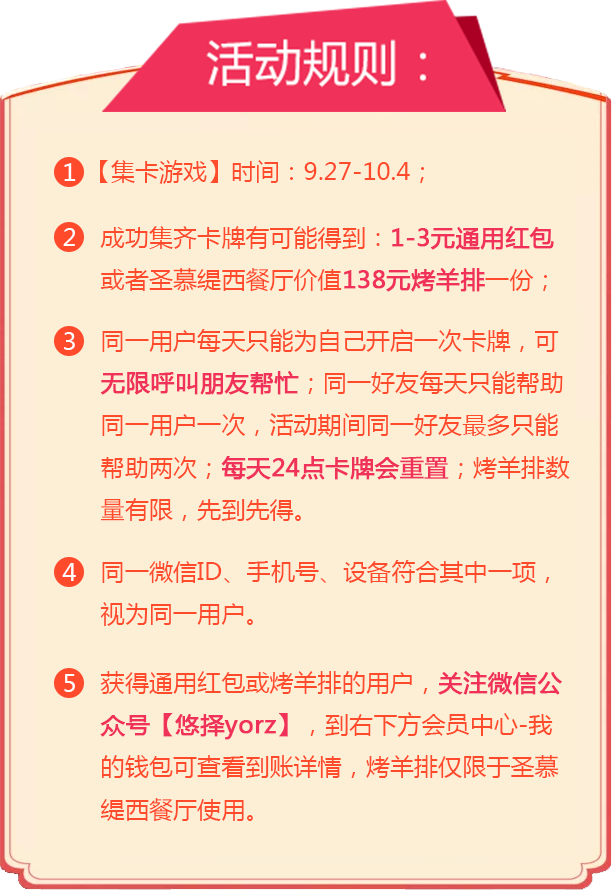 活动规则：
1【集卡游戏】时间：9.27-10.4；
2 成功集齐卡牌有可能得到：1-3元通用红包
或者圣慕缇西餐厅价值138元烤羊排一份；
3 同一用户每天只能为自己开启一次卡牌，可
无限呼叫朋友帮忙；同一好友每天只能帮助
同一用户一次，活动期间同一好友最多只能
帮助两次；每天24点卡牌会重置；烤羊排数
量有限，先到先得。
4 同一微信ID、手机号、设备符合其中一项，
视为同一用户。
5 获得通用红包或烤羊排的用户，关注微信公
众号【悠择yorz】，到右下方会员中心-我
的钱包可查看到账详情，烤羊排仅限于圣慕
缇西餐厅使用。